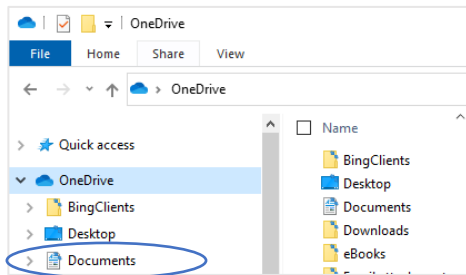 OneDrive
File Home Share View
OneDrive
Name
Quick access
OneDrive
BingClients
Desktop
Documents
BingClients
Desktop
Documents
Downloads
eBooks